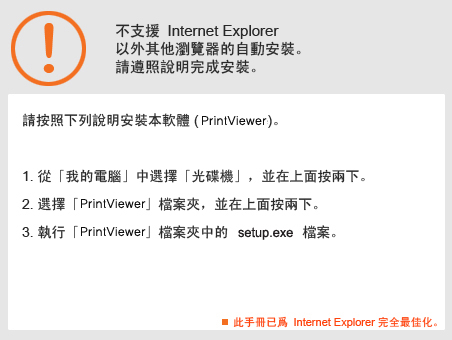 不支援 Internet Explorer
以外其他瀏覽器的自動安裝。
請遵照說明完成安裝。
請按照下列說明安裝本軟體 (PrintViewer)。
1. 從「我的電腦」中選擇「光碟機」，並在上面按兩下。
2. 選擇「PrintViewer」檔案夾，並在上面按兩下。
3. 執行「PrintViewer」檔案夾中的 setup.exe 檔案。
■ 此手冊已爲 Internet Explorer 完全最佳化。